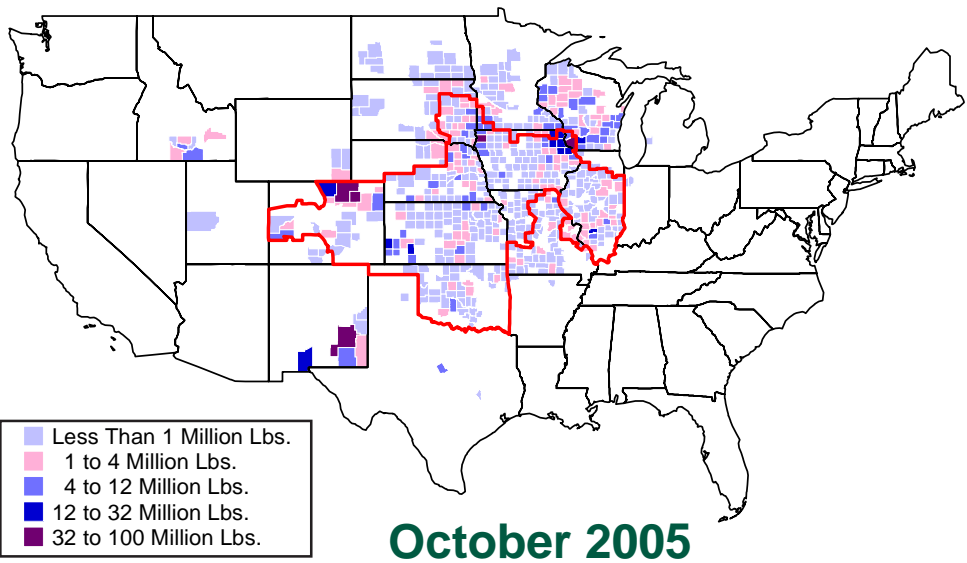 Less Than 1 Million Lbs.
1 to 4 Million Lbs.
4 to 12 Million Lbs.
12 to 32 Million Lbs.
32 to 100 Million Lbs.
October 2005